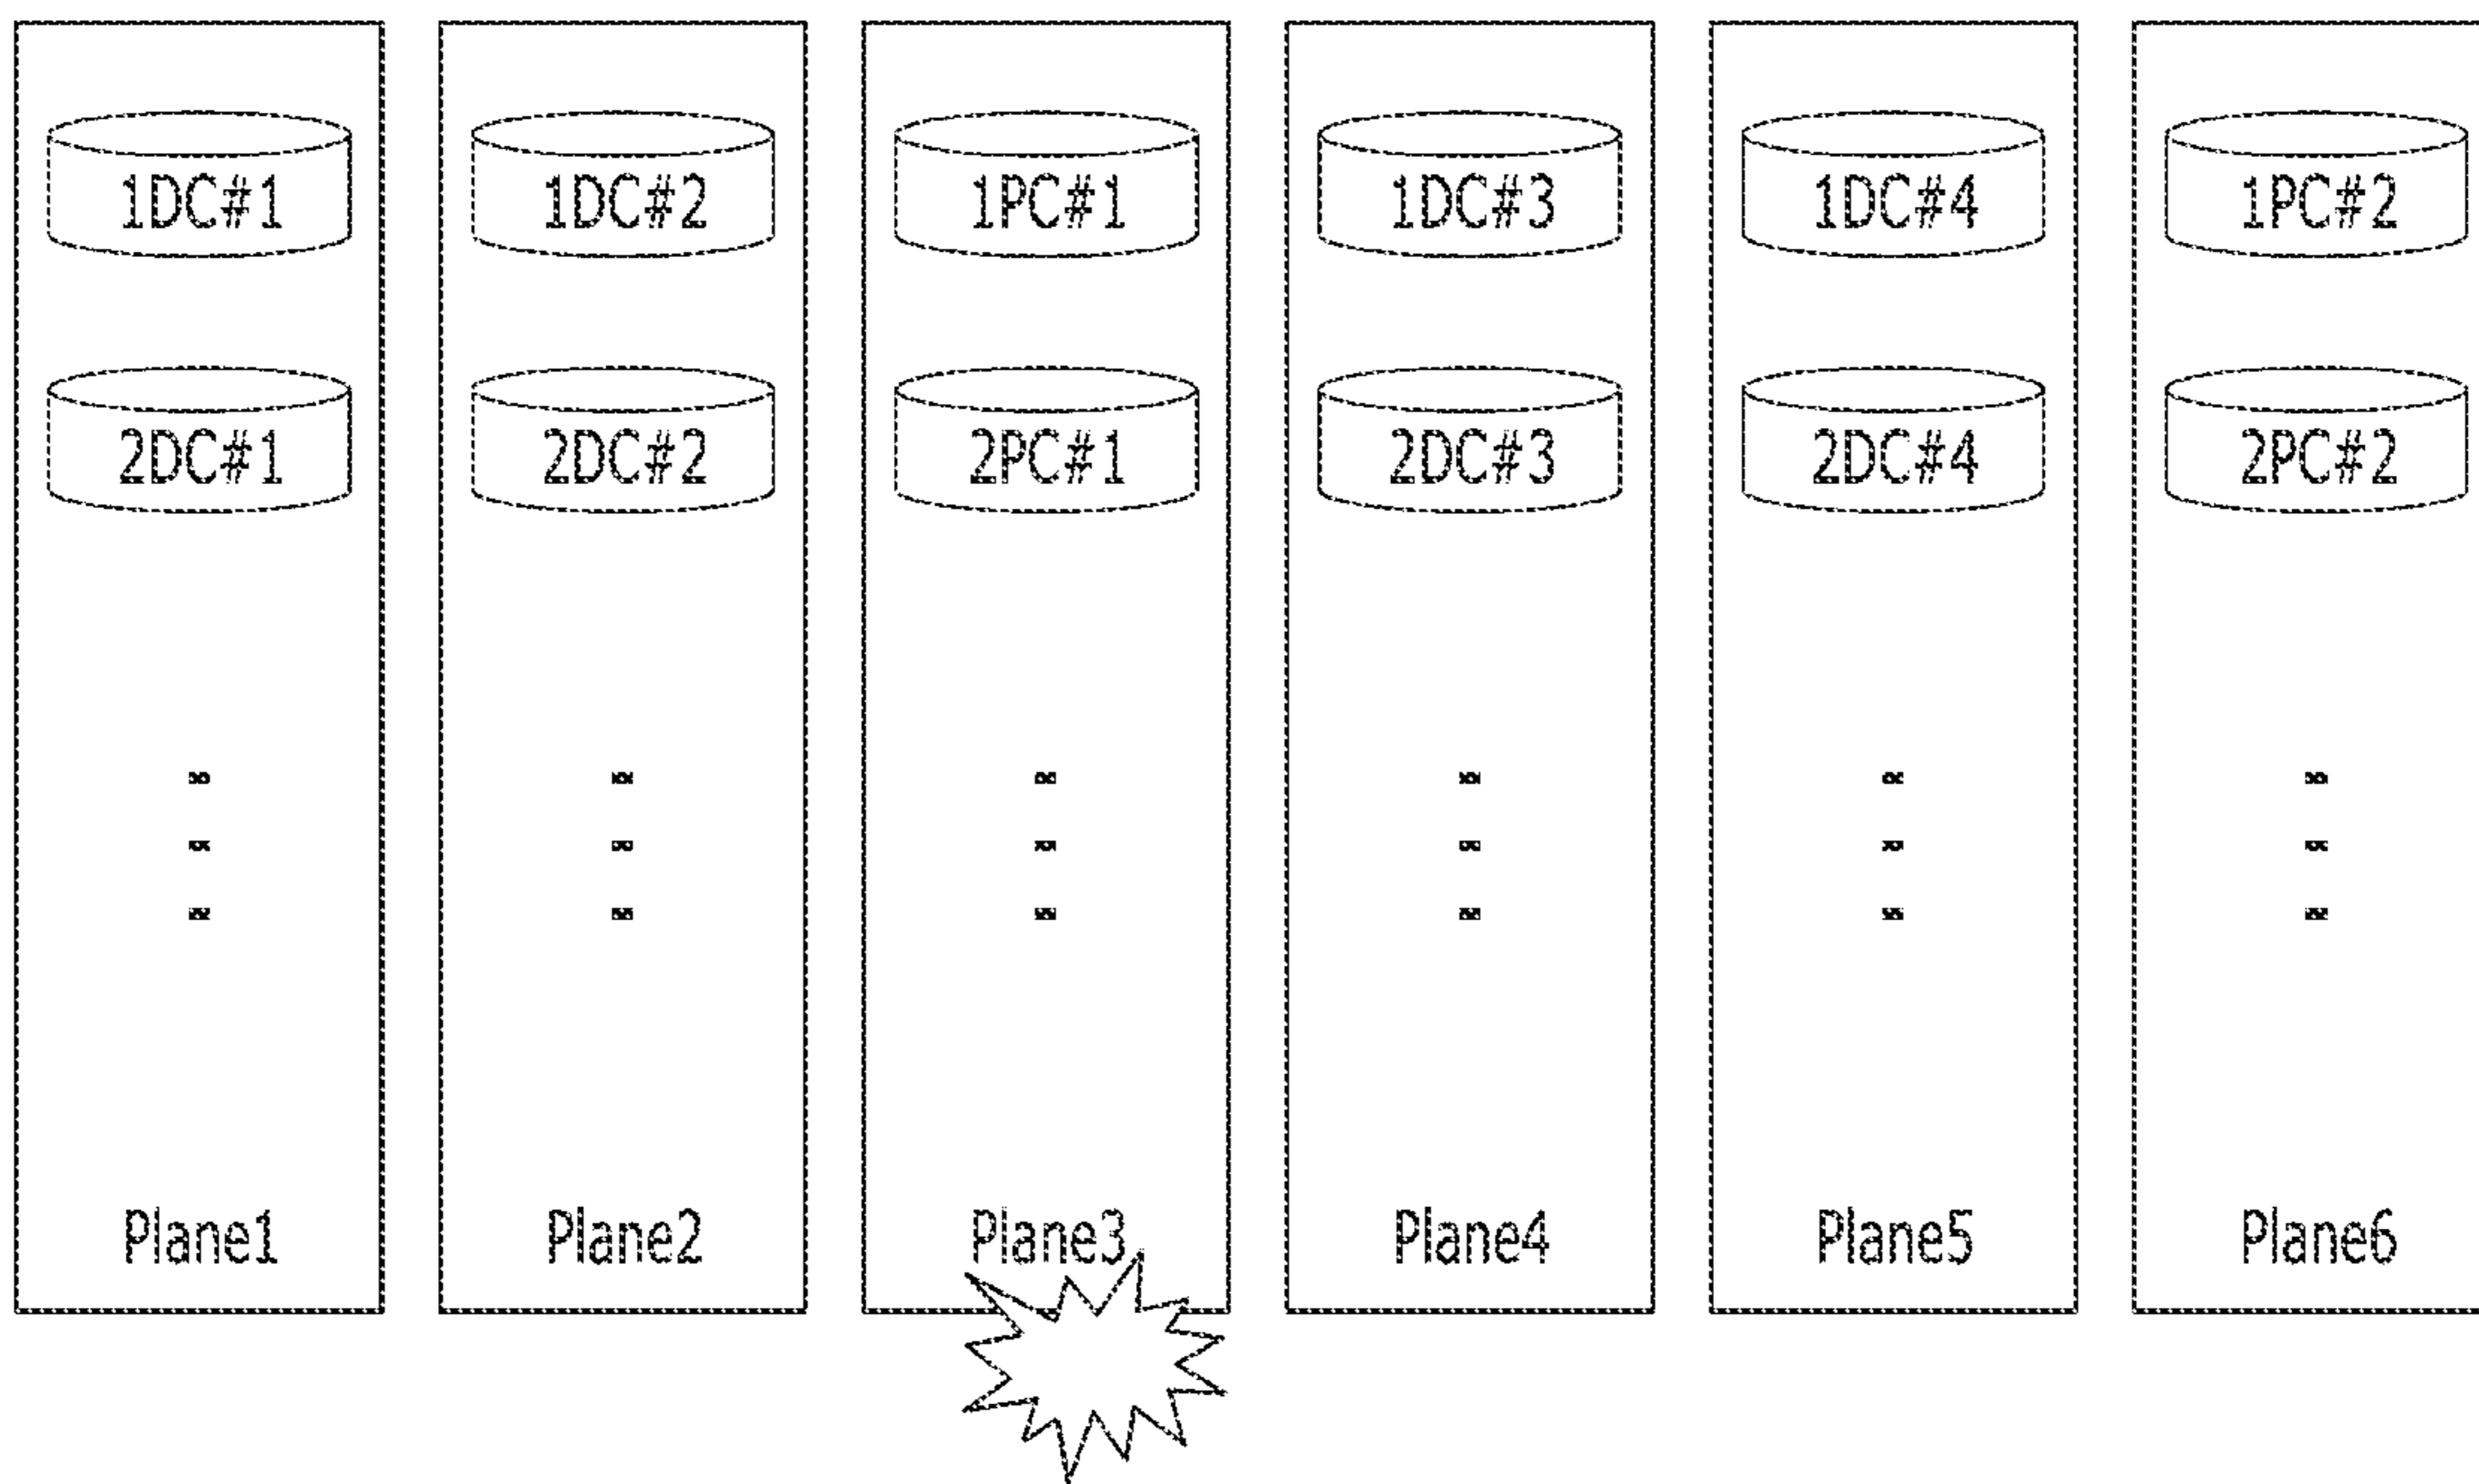 1DC#1 1DC#2 1PC#1 1DC#3 1DC#4 1PC#2
2DC#1 2DC#2 2PC#1 2DC#3 2DC#4 2PC#2
Plane1 Plane2 Plane3 Plane4 Plane5 Plane6